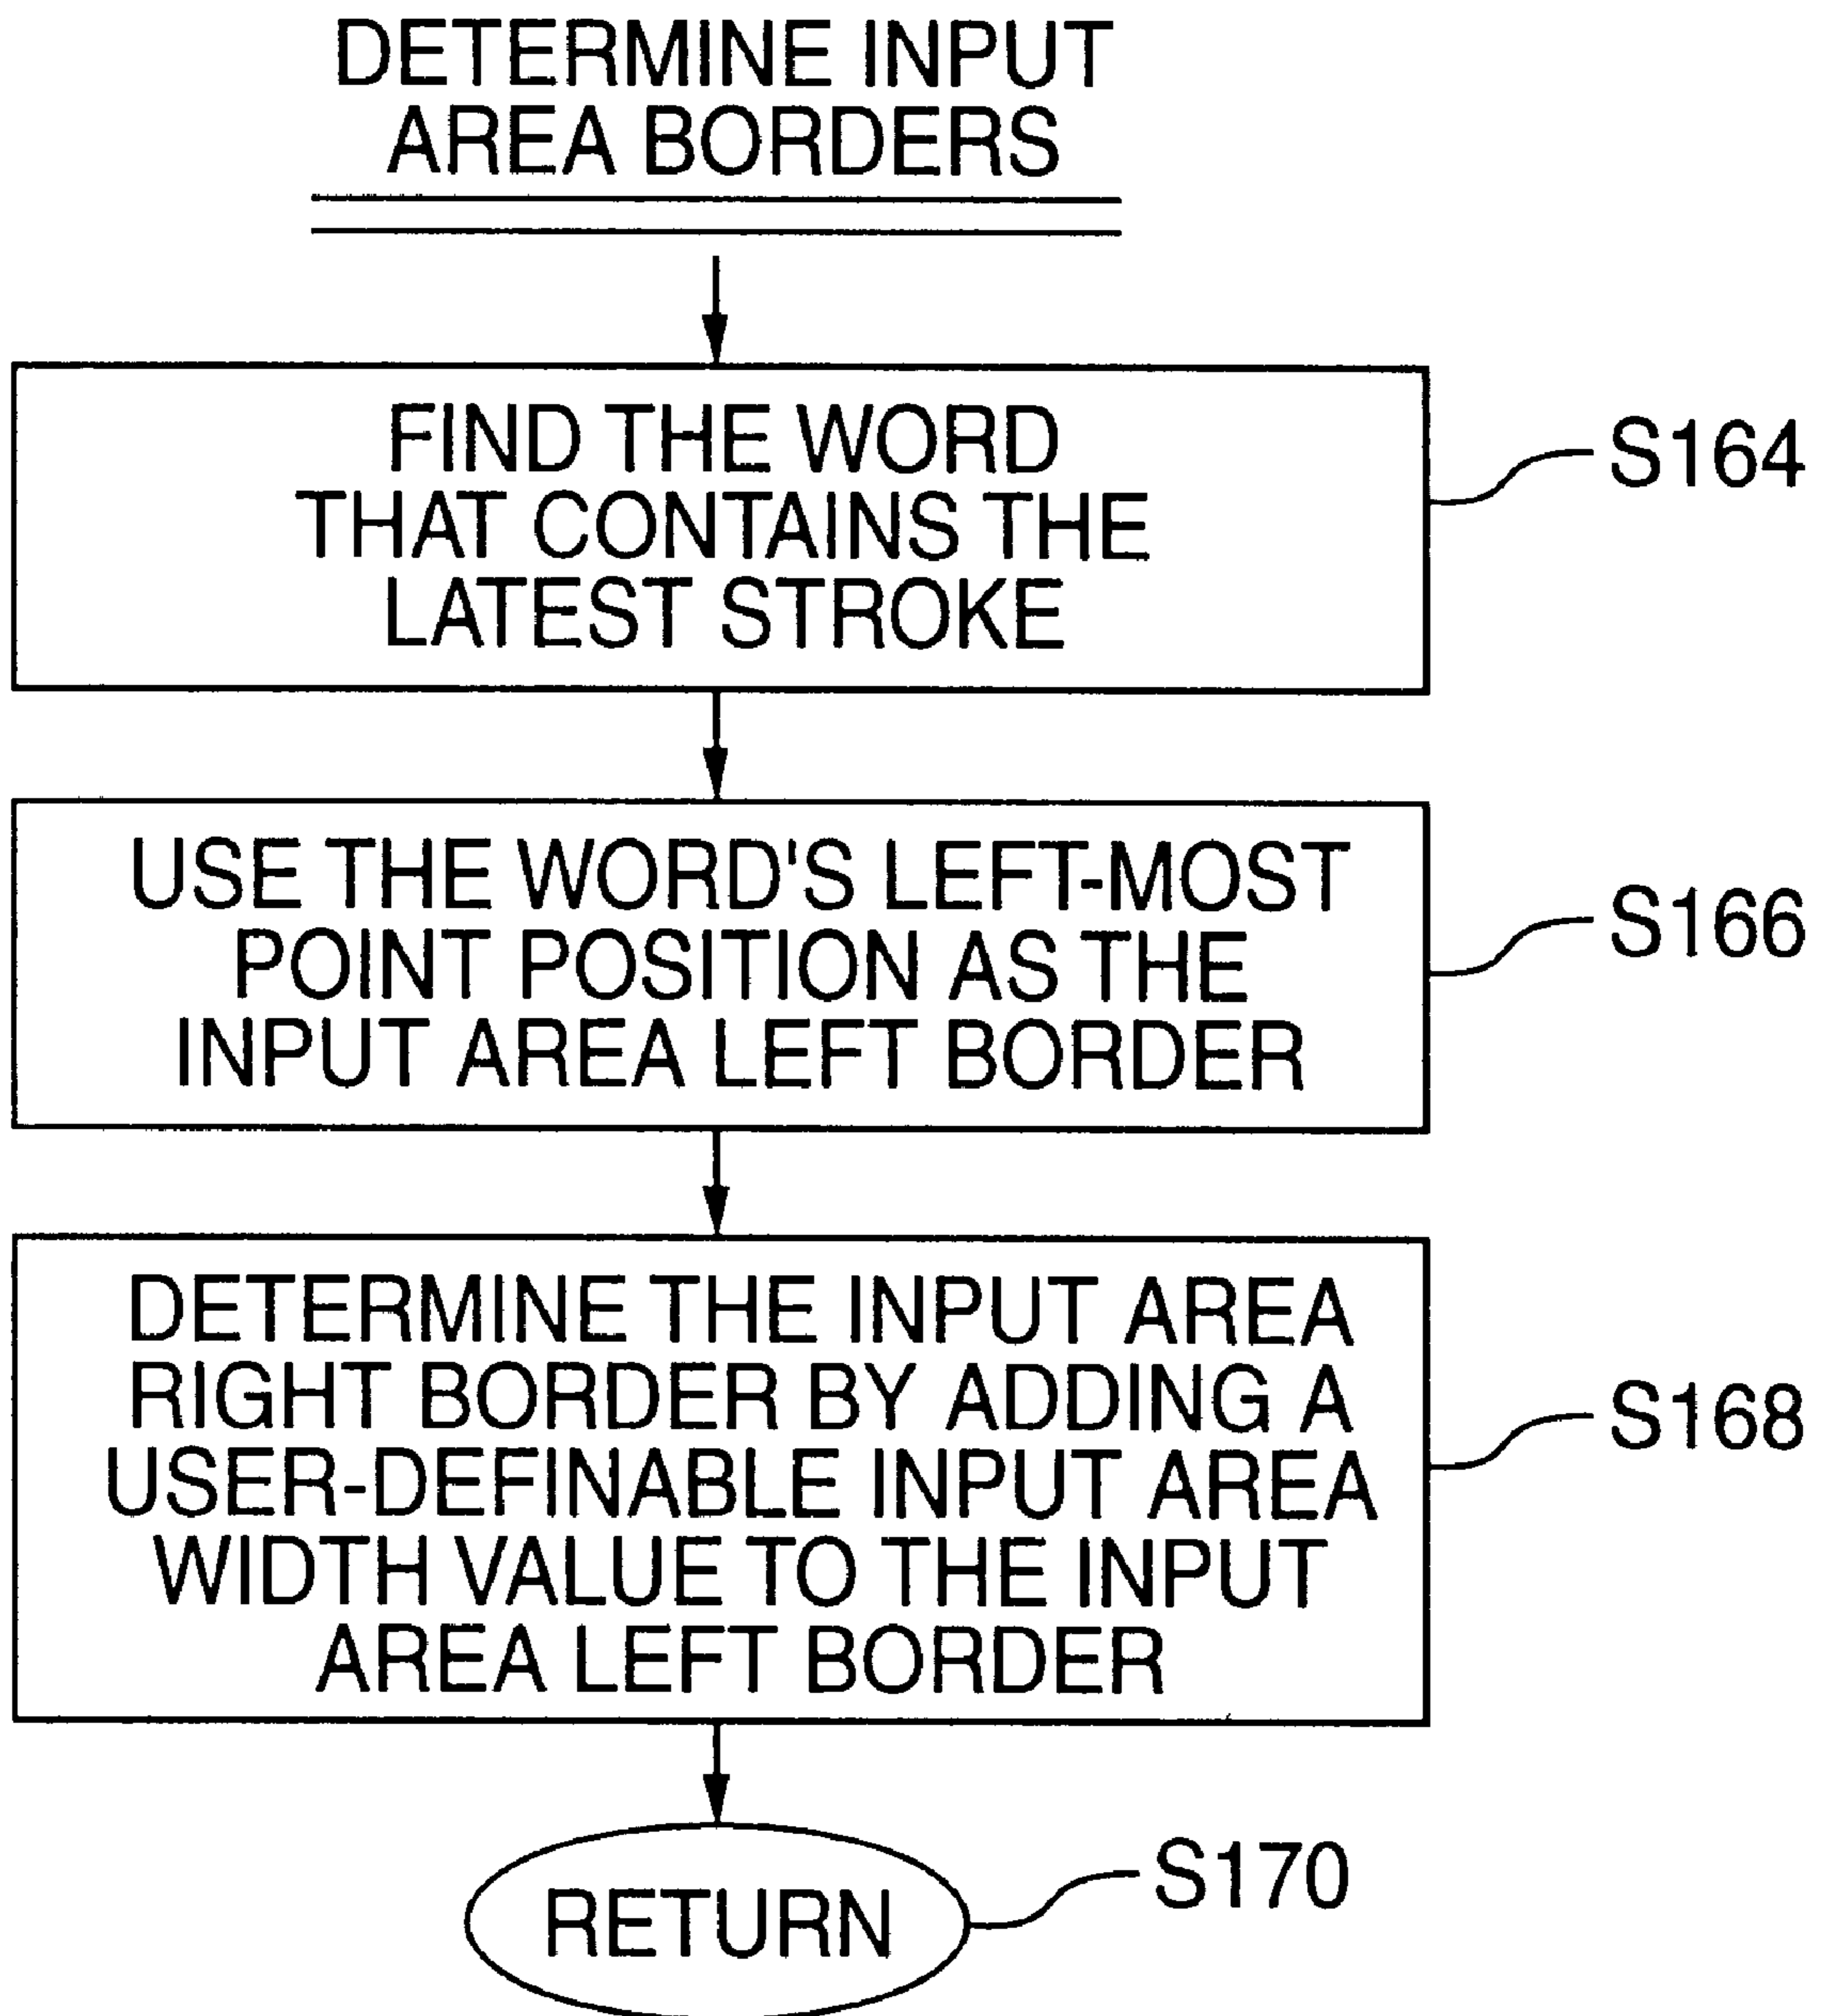 DETERMINE INPUT
AREA BORDERS
FIND THE WORD
THAT CONTAINS THE
LATEST STROKE
S164
USE THE WORD'S LEFT-MOST
POINT POSITION AS THE
INPUT AREA LEFT BORDER
S166
DETERMINE THE INPUT AREA
RIGHT BORDER BY ADDING A
USER-DEFINABLE INPUT AREA
WIDTH VALUE TO THE INPUT
AREA LEFT BORDER
S168
RETURN
S170